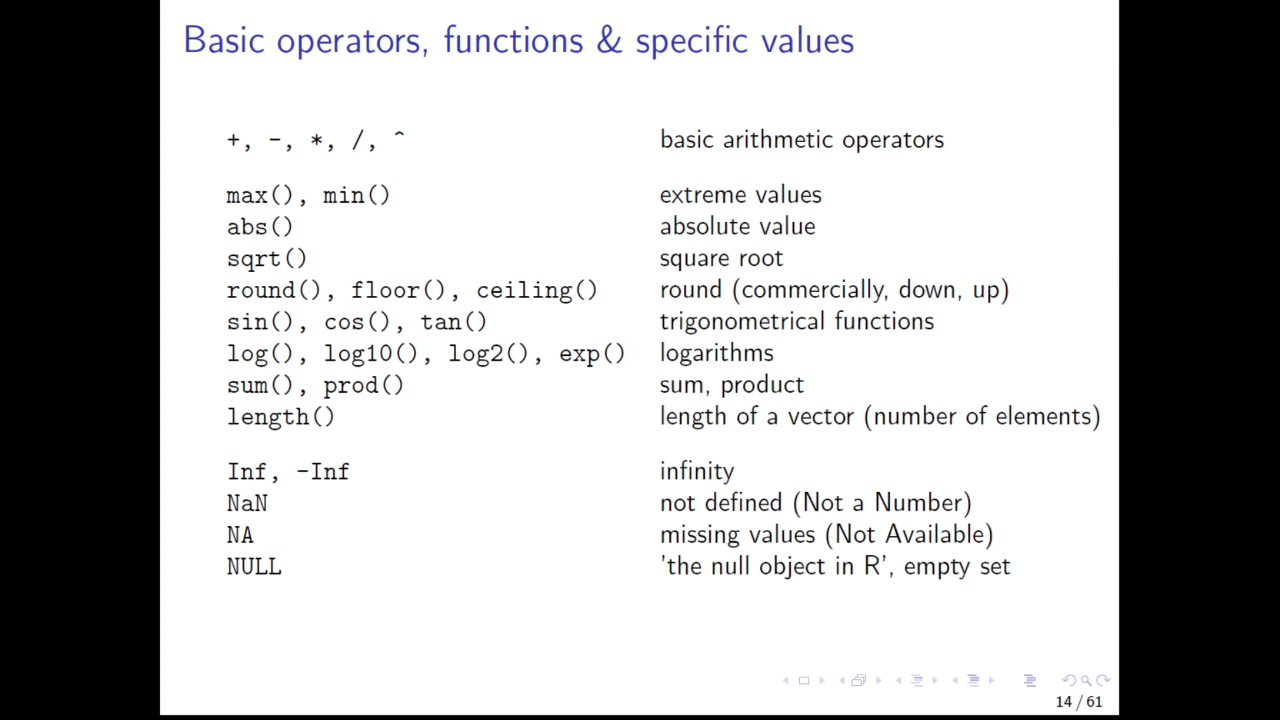 Basic operators, functions & specific values
+, -, *, /, ^ basic arithmetic operators
max(), min() extreme values
abs() absolute value
sqrt() square root
round(), floor(), ceiling() round (commercially, down, up)
sin(), cos(), tan() trigonometrical functions
log(), log10(), log2(), exp() logarithms
sum(), prod() sum, product
length() length of a vector (number of elements)
Inf, -Inf infinity
NaN not defined (Not a Number)
NA missing values (Not Available)
NULL 'the null object in R', empty set
14 / 61